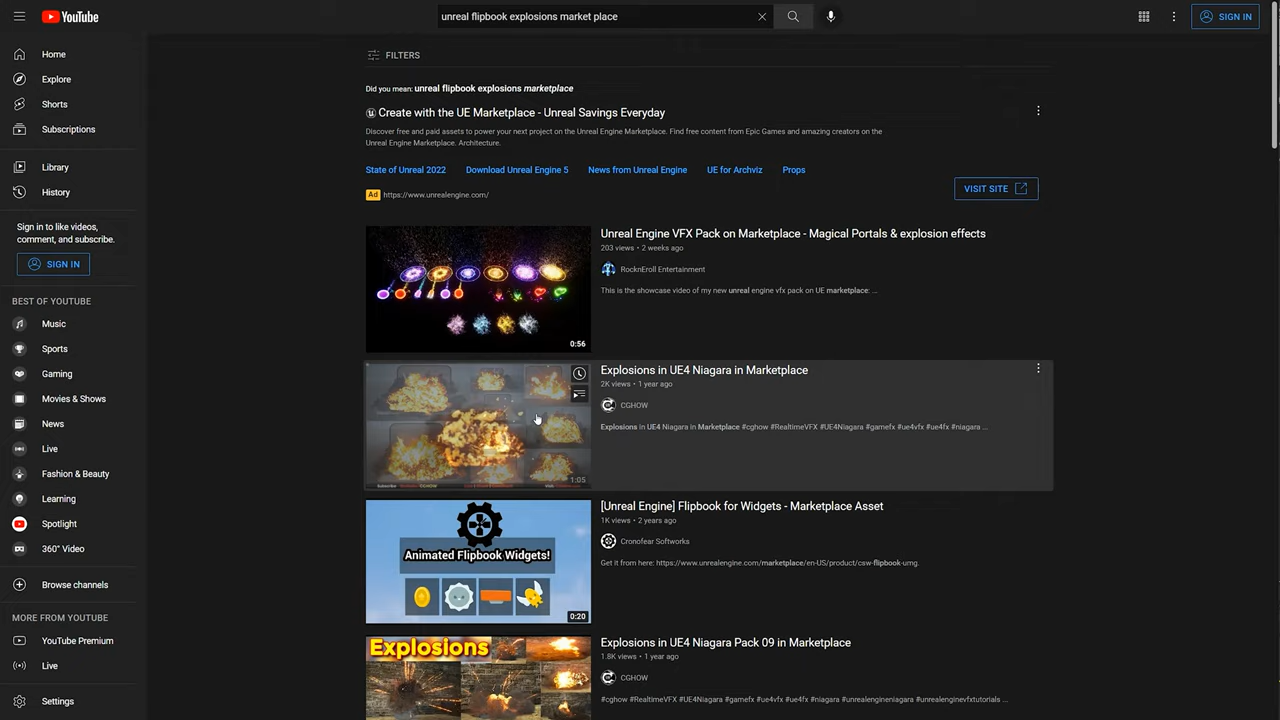 YouTube
unreal flipbook explosions market place
SIGN IN
Home
Explore
Shorts
Subscriptions
Library
History
Sign in to like videos,
comment, and subscribe.
SIGN IN
BEST OF YOUTUBE
Music
Sports
Gaming
Movies & Shows
News
Live
Fashion & Beauty
Learning
Spotlight
360° Video
Browse channels
MORE FROM YOUTUBE
YouTube Premium
Live
Settings
FILTERS
Did you mean: unreal flipbook explosions marketplace
Create with the UE Marketplace - Unreal Savings Everyday
Discover free and paid assets to power your next project on the Unreal Engine Marketplace. Find free content from Epic Games and amazing creators on the
Unreal Engine Marketplace. Architecture.
State of Unreal 2022 Download Unreal Engine 5 News from Unreal Engine UE for Archviz Props
VISIT SITE
Ad https://www.unrealengine.com/
0:56
Unreal Engine VFX Pack on Marketplace - Magical Portals & explosion effects
203 views • 2 weeks ago
RocknEroll Entertainment
This is the showcase video of my new unreal engine vfx pack on UE marketplace: ...
1:05
Explosions in UE4 Niagara in Marketplace
2K views • 1 year ago
CGHOW
Explosions in UE4 Niagara in Marketplace #cghow #RealtimeVFX #UE4Niagara #gamefx #ue4vfx #ue4fx #niagara ...
Animated Flipbook Widgets!
0:20
[Unreal Engine] Flipbook for Widgets - Marketplace Asset
1K views • 2 years ago
Cronofear Softworks
Get it from here: https://www.unrealengine.com/marketplace/en-US/product/csw-flipbook-umg.
Explosions
Explosions in UE4 Niagara Pack 09 in Marketplace
1.8K views • 1 year ago
CGHOW
#cghow #RealtimeVFX #UE4Niagara #gamefx #ue4vfx #ue4fx #niagara #unrealengineniagara #unrealenginevfxtutorials ...